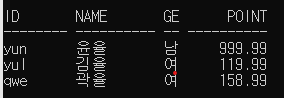 ID NAME GE POINT
-------- -------- -- ----------
yun 윤율 남 999.99
yul 김율 여 119.99
qwe 곽율 여 158.99